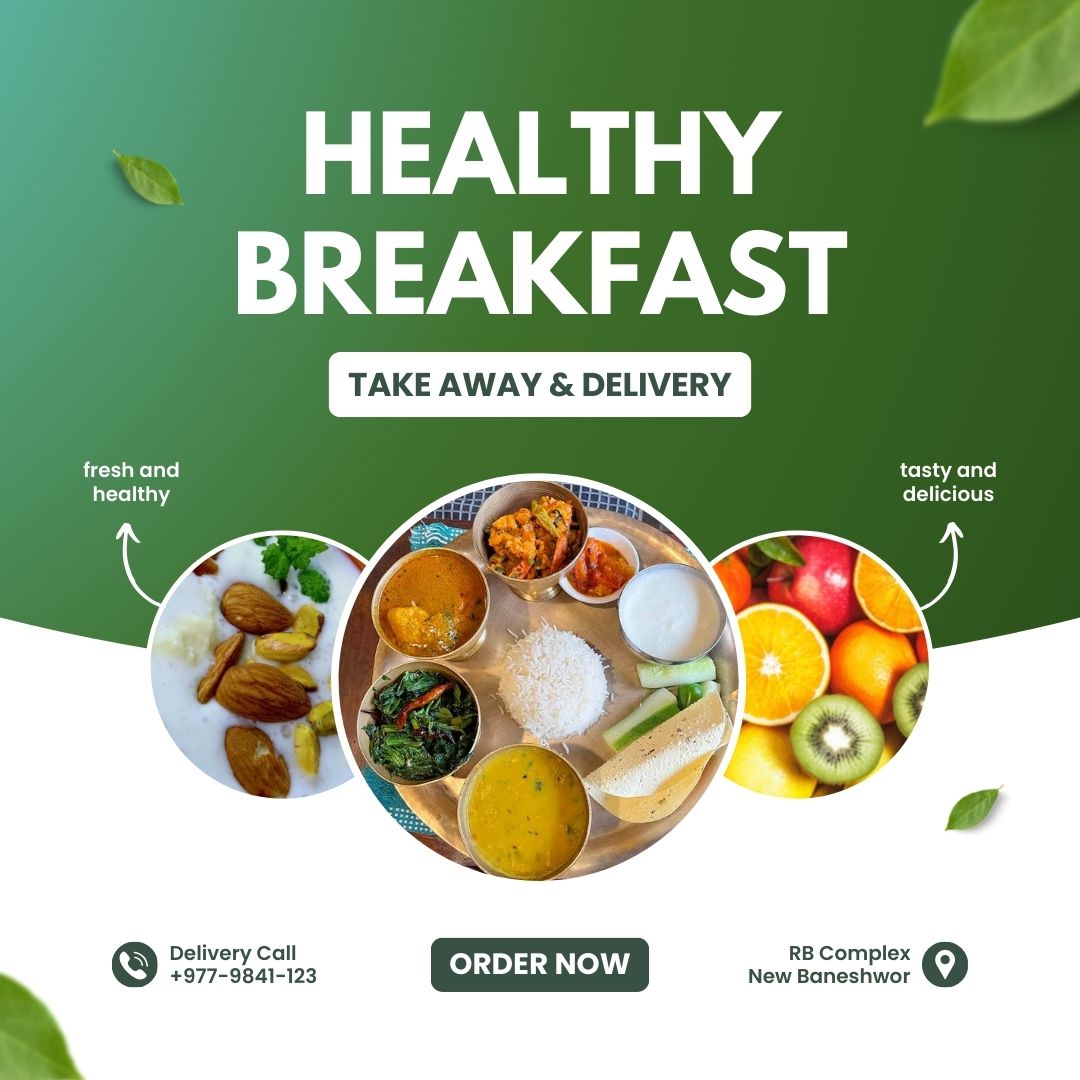 HEALTHY
BREAKFAST
TAKE AWAY & DELIVERY
fresh and
healthy
tasty and
delicious
Delivery Call
+977-9841-123
ORDER NOW
RB Complex
New Baneshwor